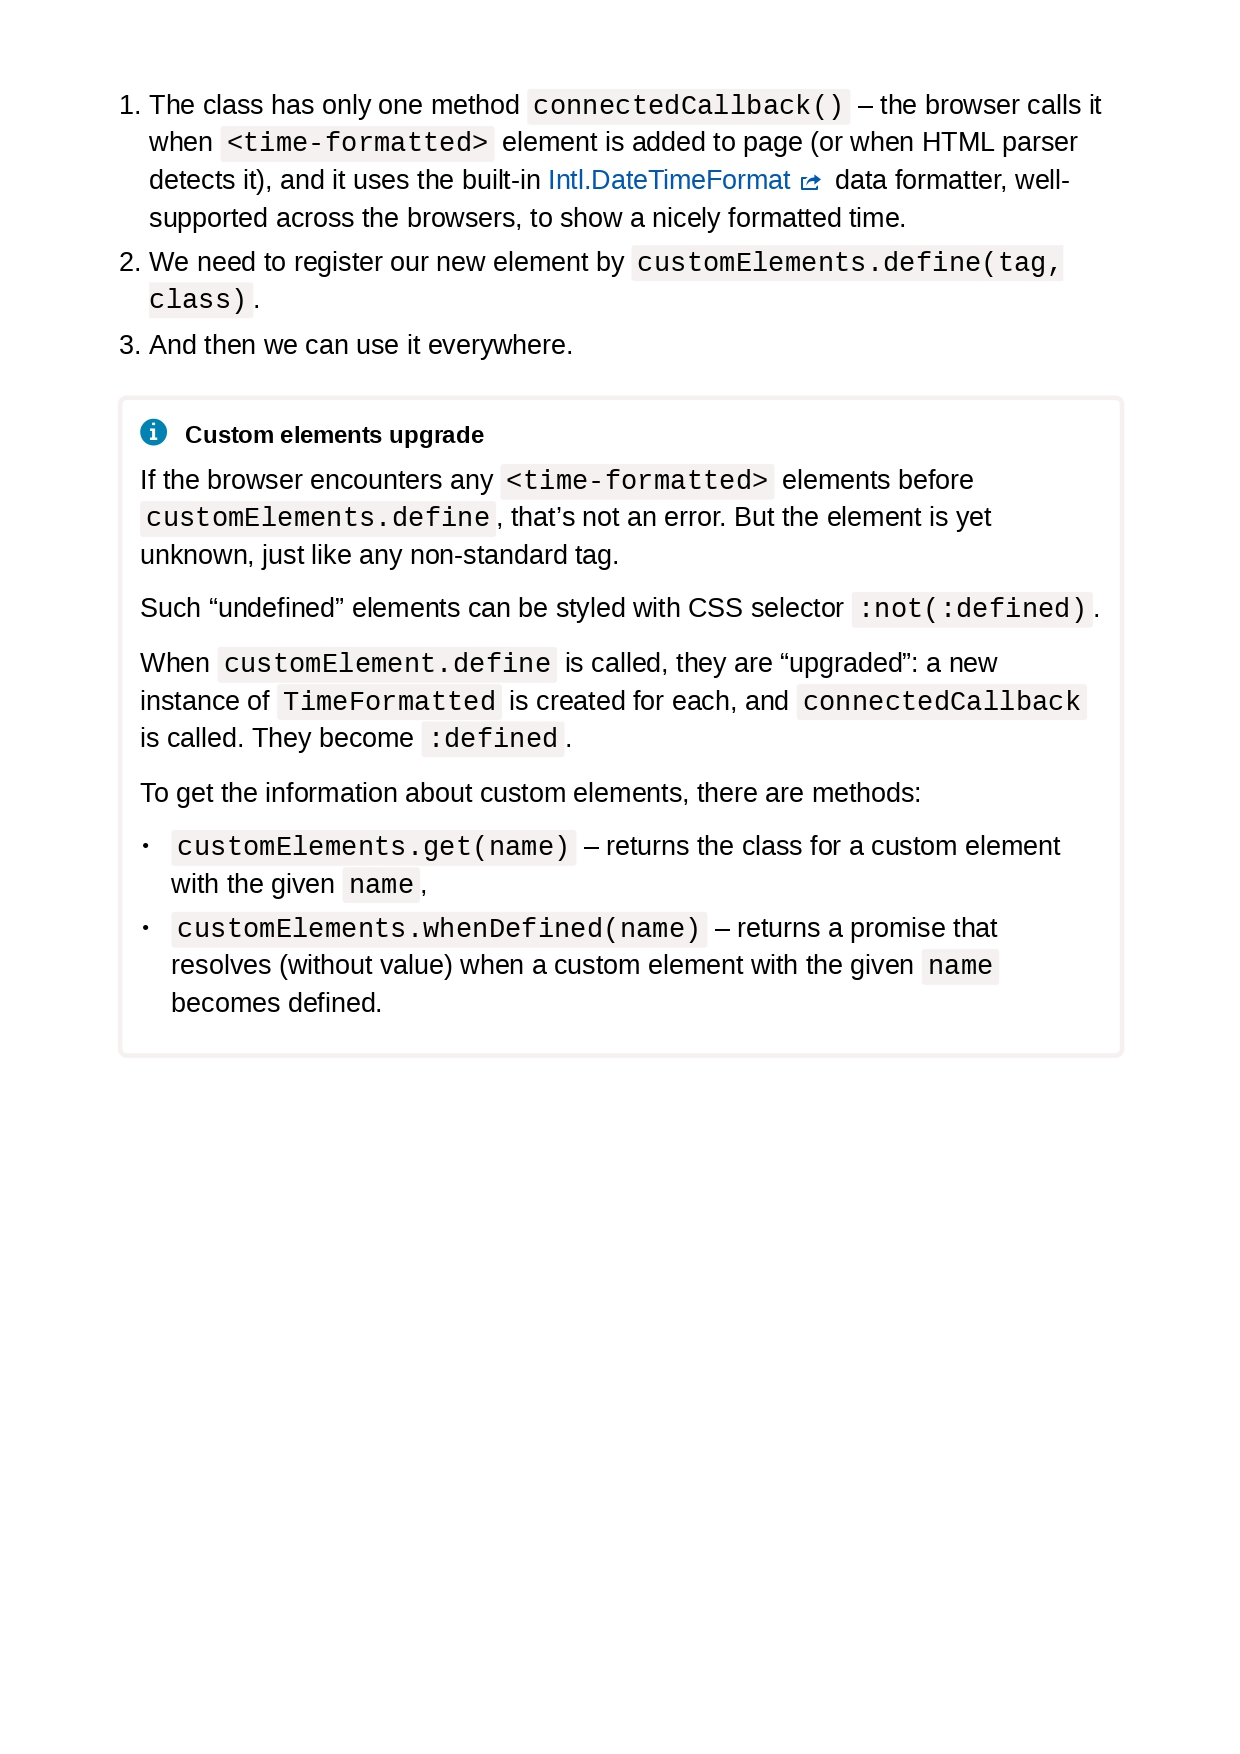 1. The class has only one method connectedCallback() – the browser calls it
when <time-formatted> element is added to page (or when HTML parser
detects it), and it uses the built-in Intl.DateTimeFormat data formatter, well-
supported across the browsers, to show a nicely formatted time.
2. We need to register our new element by customElements.define(tag,
class).
3. And then we can use it everywhere.
Custom elements upgrade
If the browser encounters any <time-formatted> elements before
customElements.define, that’s not an error. But the element is yet
unknown, just like any non-standard tag.
Such “undefined” elements can be styled with CSS selector :not(:defined).
When customElement.define is called, they are “upgraded”: a new
instance of TimeFormatted is created for each, and connectedCallback
is called. They become :defined.
To get the information about custom elements, there are methods:
• customElements.get(name) – returns the class for a custom element
with the given name,
• customElements.whenDefined(name) – returns a promise that
resolves (without value) when a custom element with the given name
becomes defined.